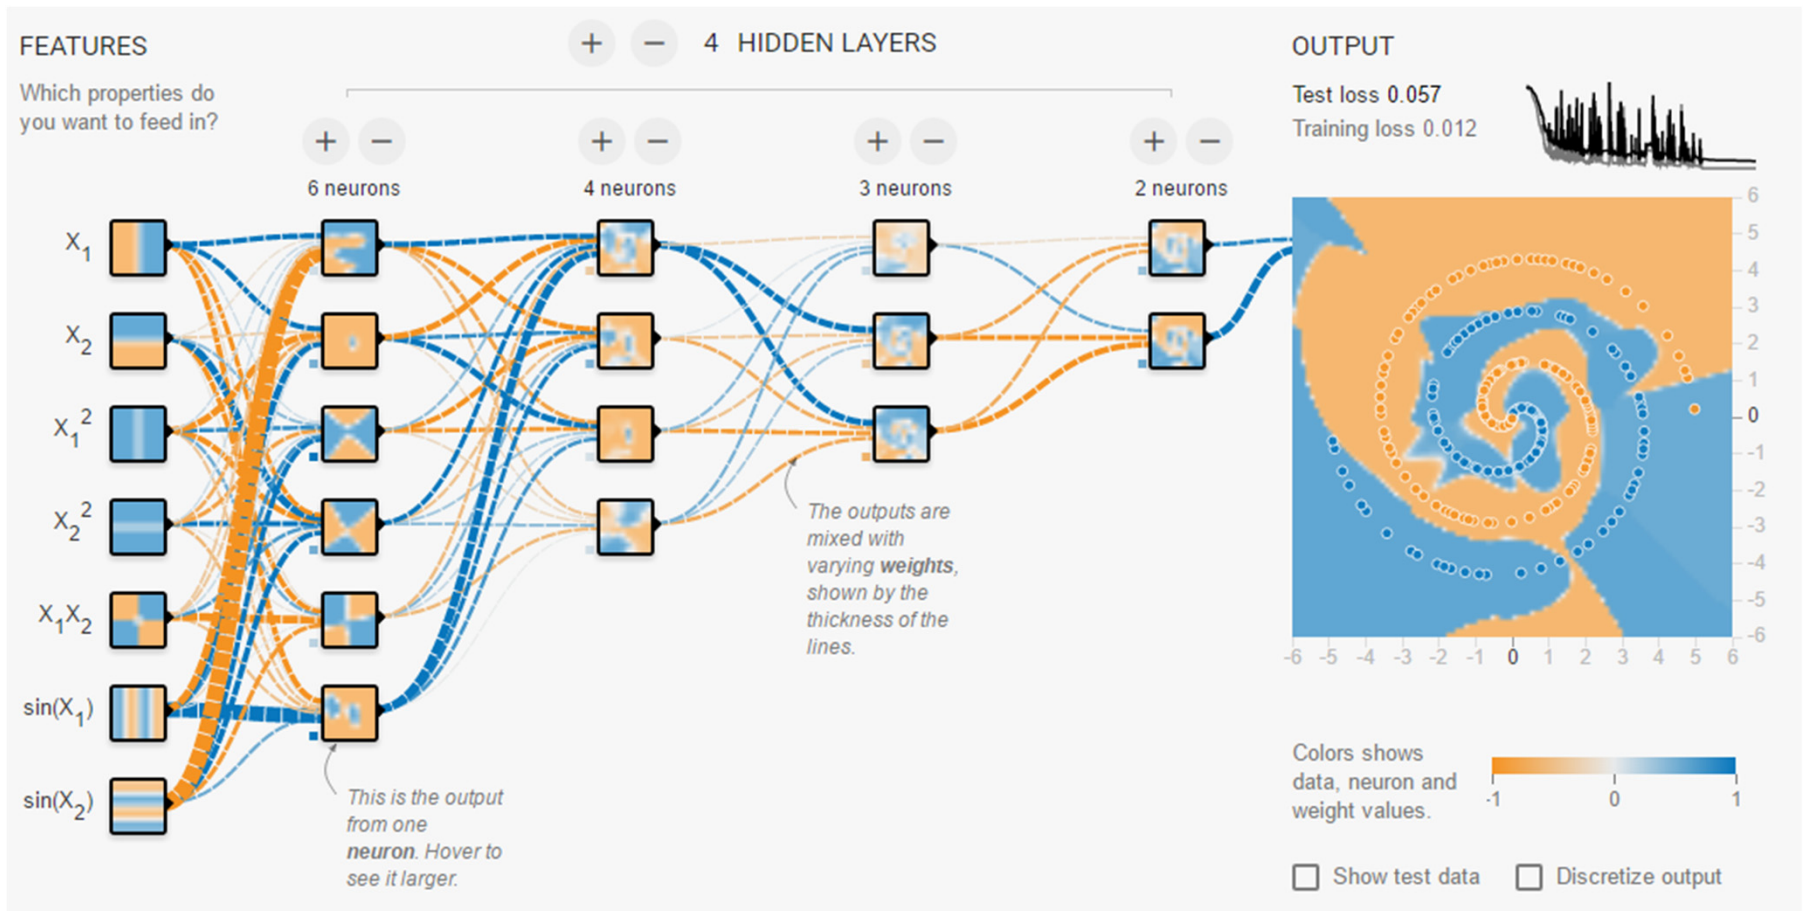 FEATURES
Which properties do
you want to feed in?
+ − 4 HIDDEN LAYERS
+ −
6 neurons
+ −
4 neurons
+ −
3 neurons
+ −
2 neurons
X1
X2
X1²
X2²
X1X2
sin(X1)
sin(X2)
This is the output
from one
neuron. Hover to
see it larger.
The outputs are
mixed with
varying weights,
shown by the
thickness of the
lines.
OUTPUT
Test loss 0.057
Training loss 0.012
6
5
4
3
2
1
0
-1
-2
-3
-4
-5
-6
-6 -5 -4 -3 -2 -1 0 1 2 3 4 5 6
Colors shows
data, neuron and
weight values.
-1 0 1
Show test data
Discretize output